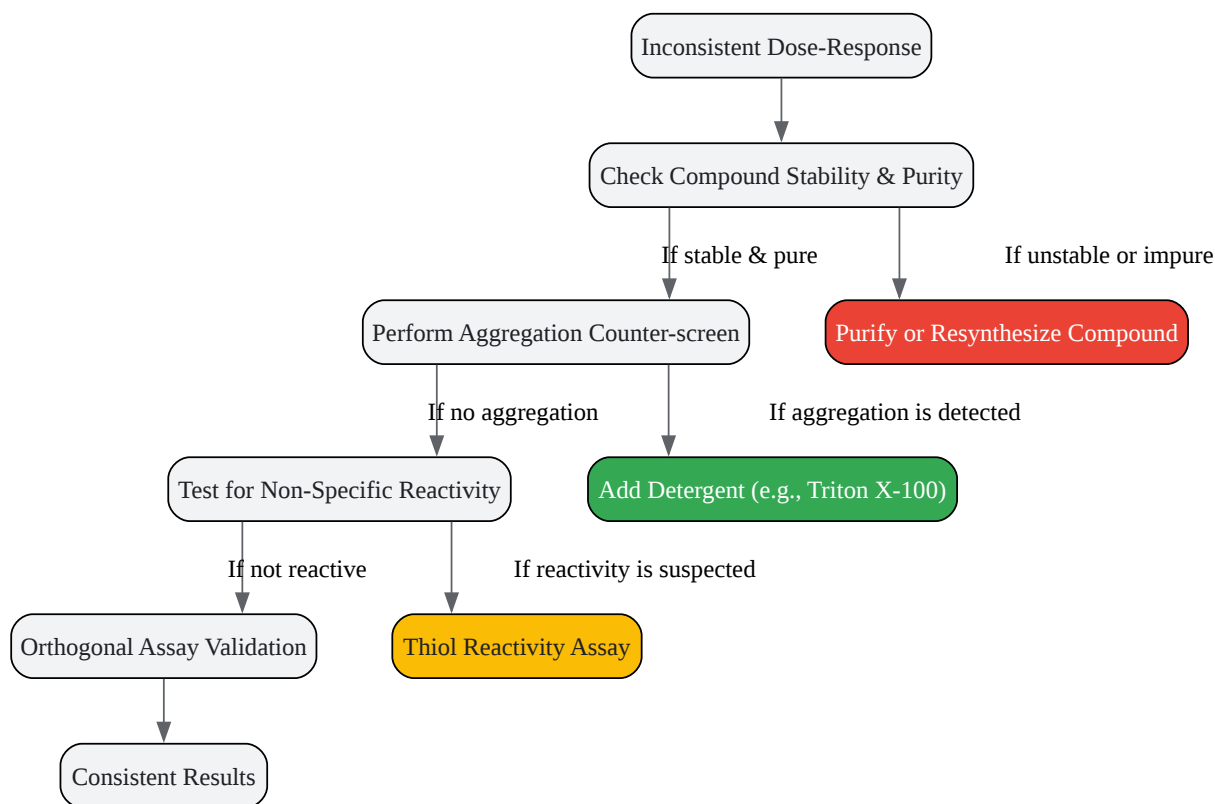 Inconsistent Dose-Response
Check Compound Stability & Purity
If stable & pure
If unstable or impure
Perform Aggregation Counter-screen
Purify or Resynthesize Compound
If no aggregation
If aggregation is detected
Test for Non-Specific Reactivity
Add Detergent (e.g., Triton X-100)
If not reactive
If reactivity is suspected
Orthogonal Assay Validation
Thiol Reactivity Assay
Consistent Results